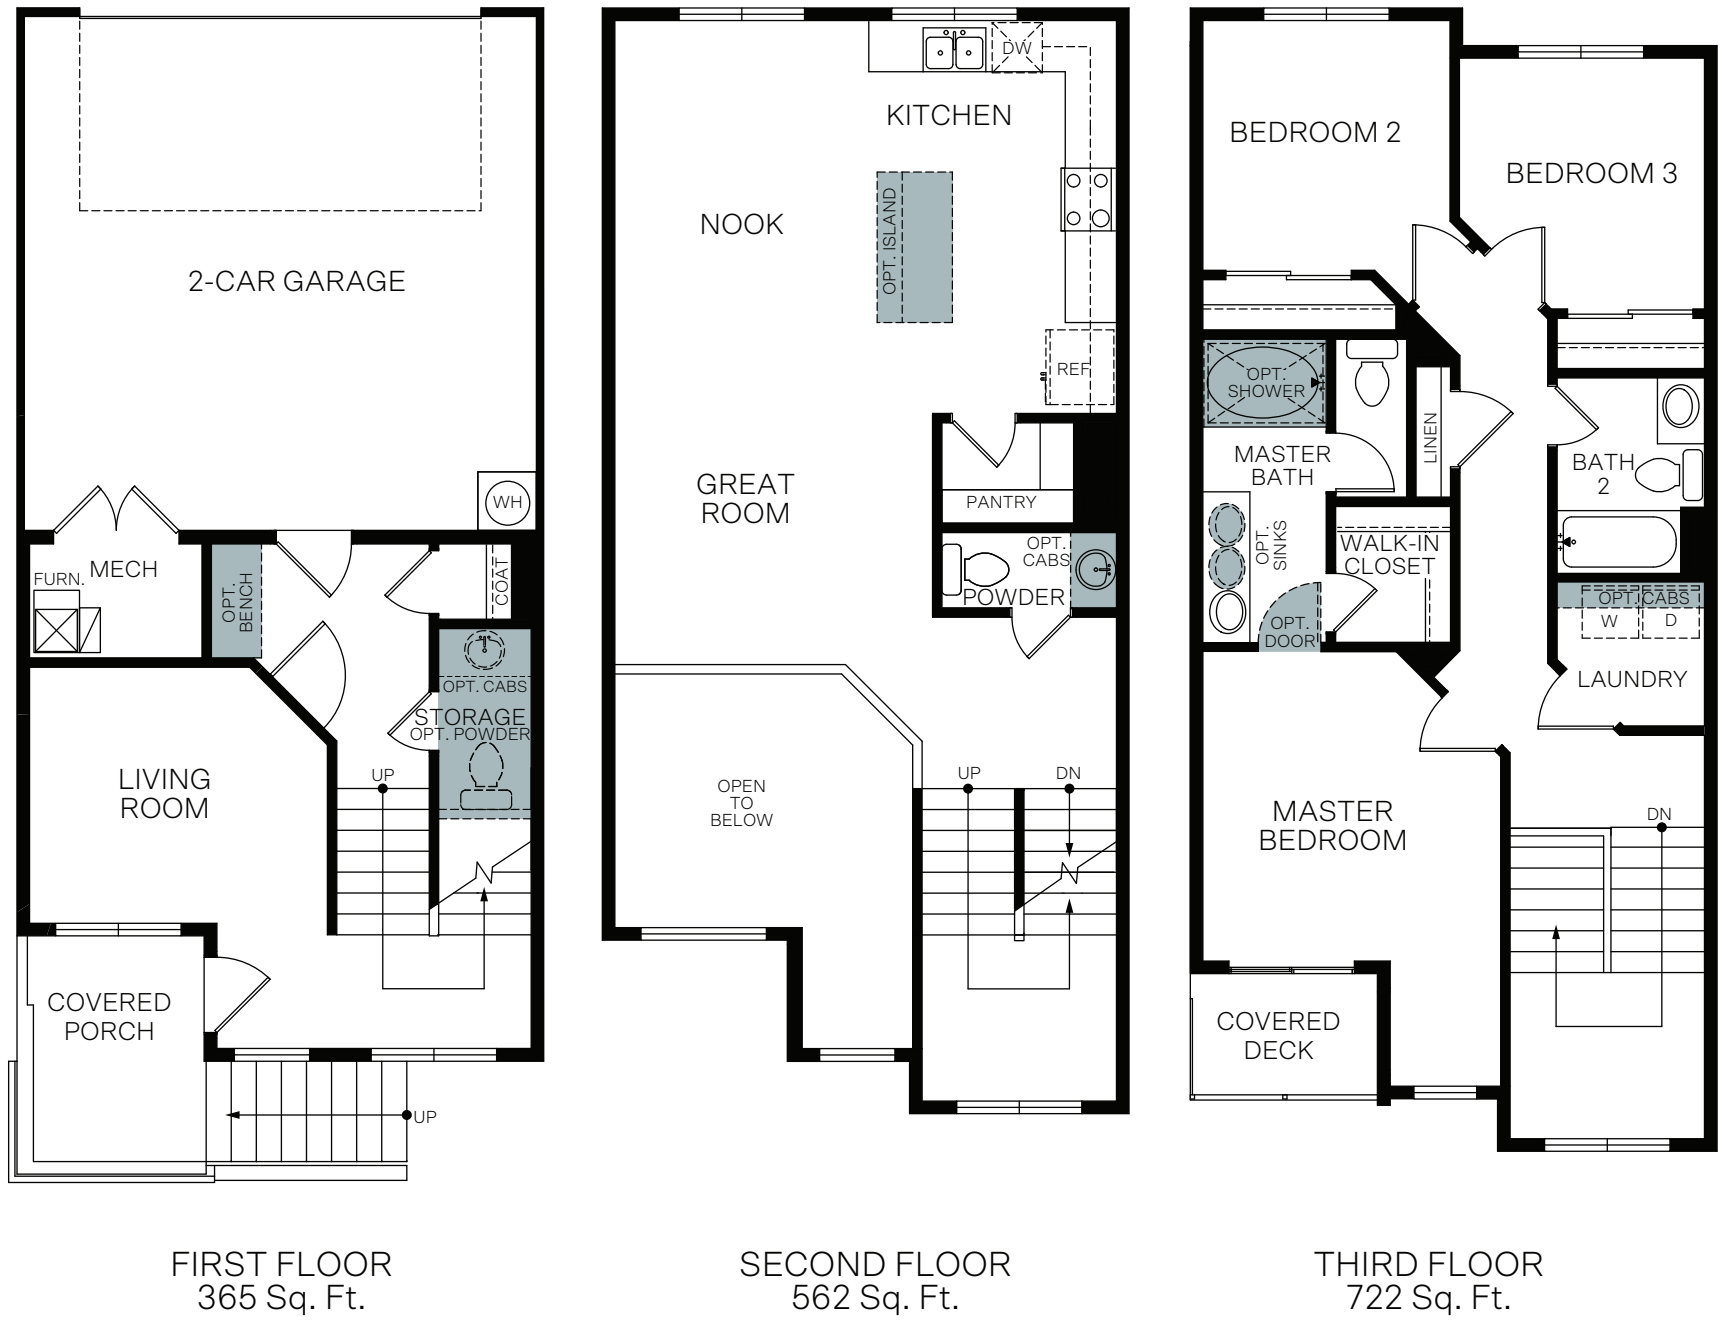 2-CAR GARAGE
WH
MECH
FURN.
OPT.
BENCH
COAT
OPT. CABS
STORAGE
OPT. POWDER
LIVING
ROOM
UP
COVERED
PORCH
UP
FIRST FLOOR
365 Sq. Ft.
DW
KITCHEN
NOOK
OPT. ISLAND
REF
GREAT
ROOM
PANTRY
OPT.
CABS
POWDER
OPEN
TO
BELOW
UP
DN
SECOND FLOOR
562 Sq. Ft.
BEDROOM 2
BEDROOM 3
OPT.
SHOWER
LINEN
MASTER
BATH
BATH
2
OPT.
SINKS
WALK-IN
CLOSET
OPT.
DOOR
OPT. CABS
W
D
LAUNDRY
MASTER
BEDROOM
DN
COVERED
DECK
THIRD FLOOR
722 Sq. Ft.